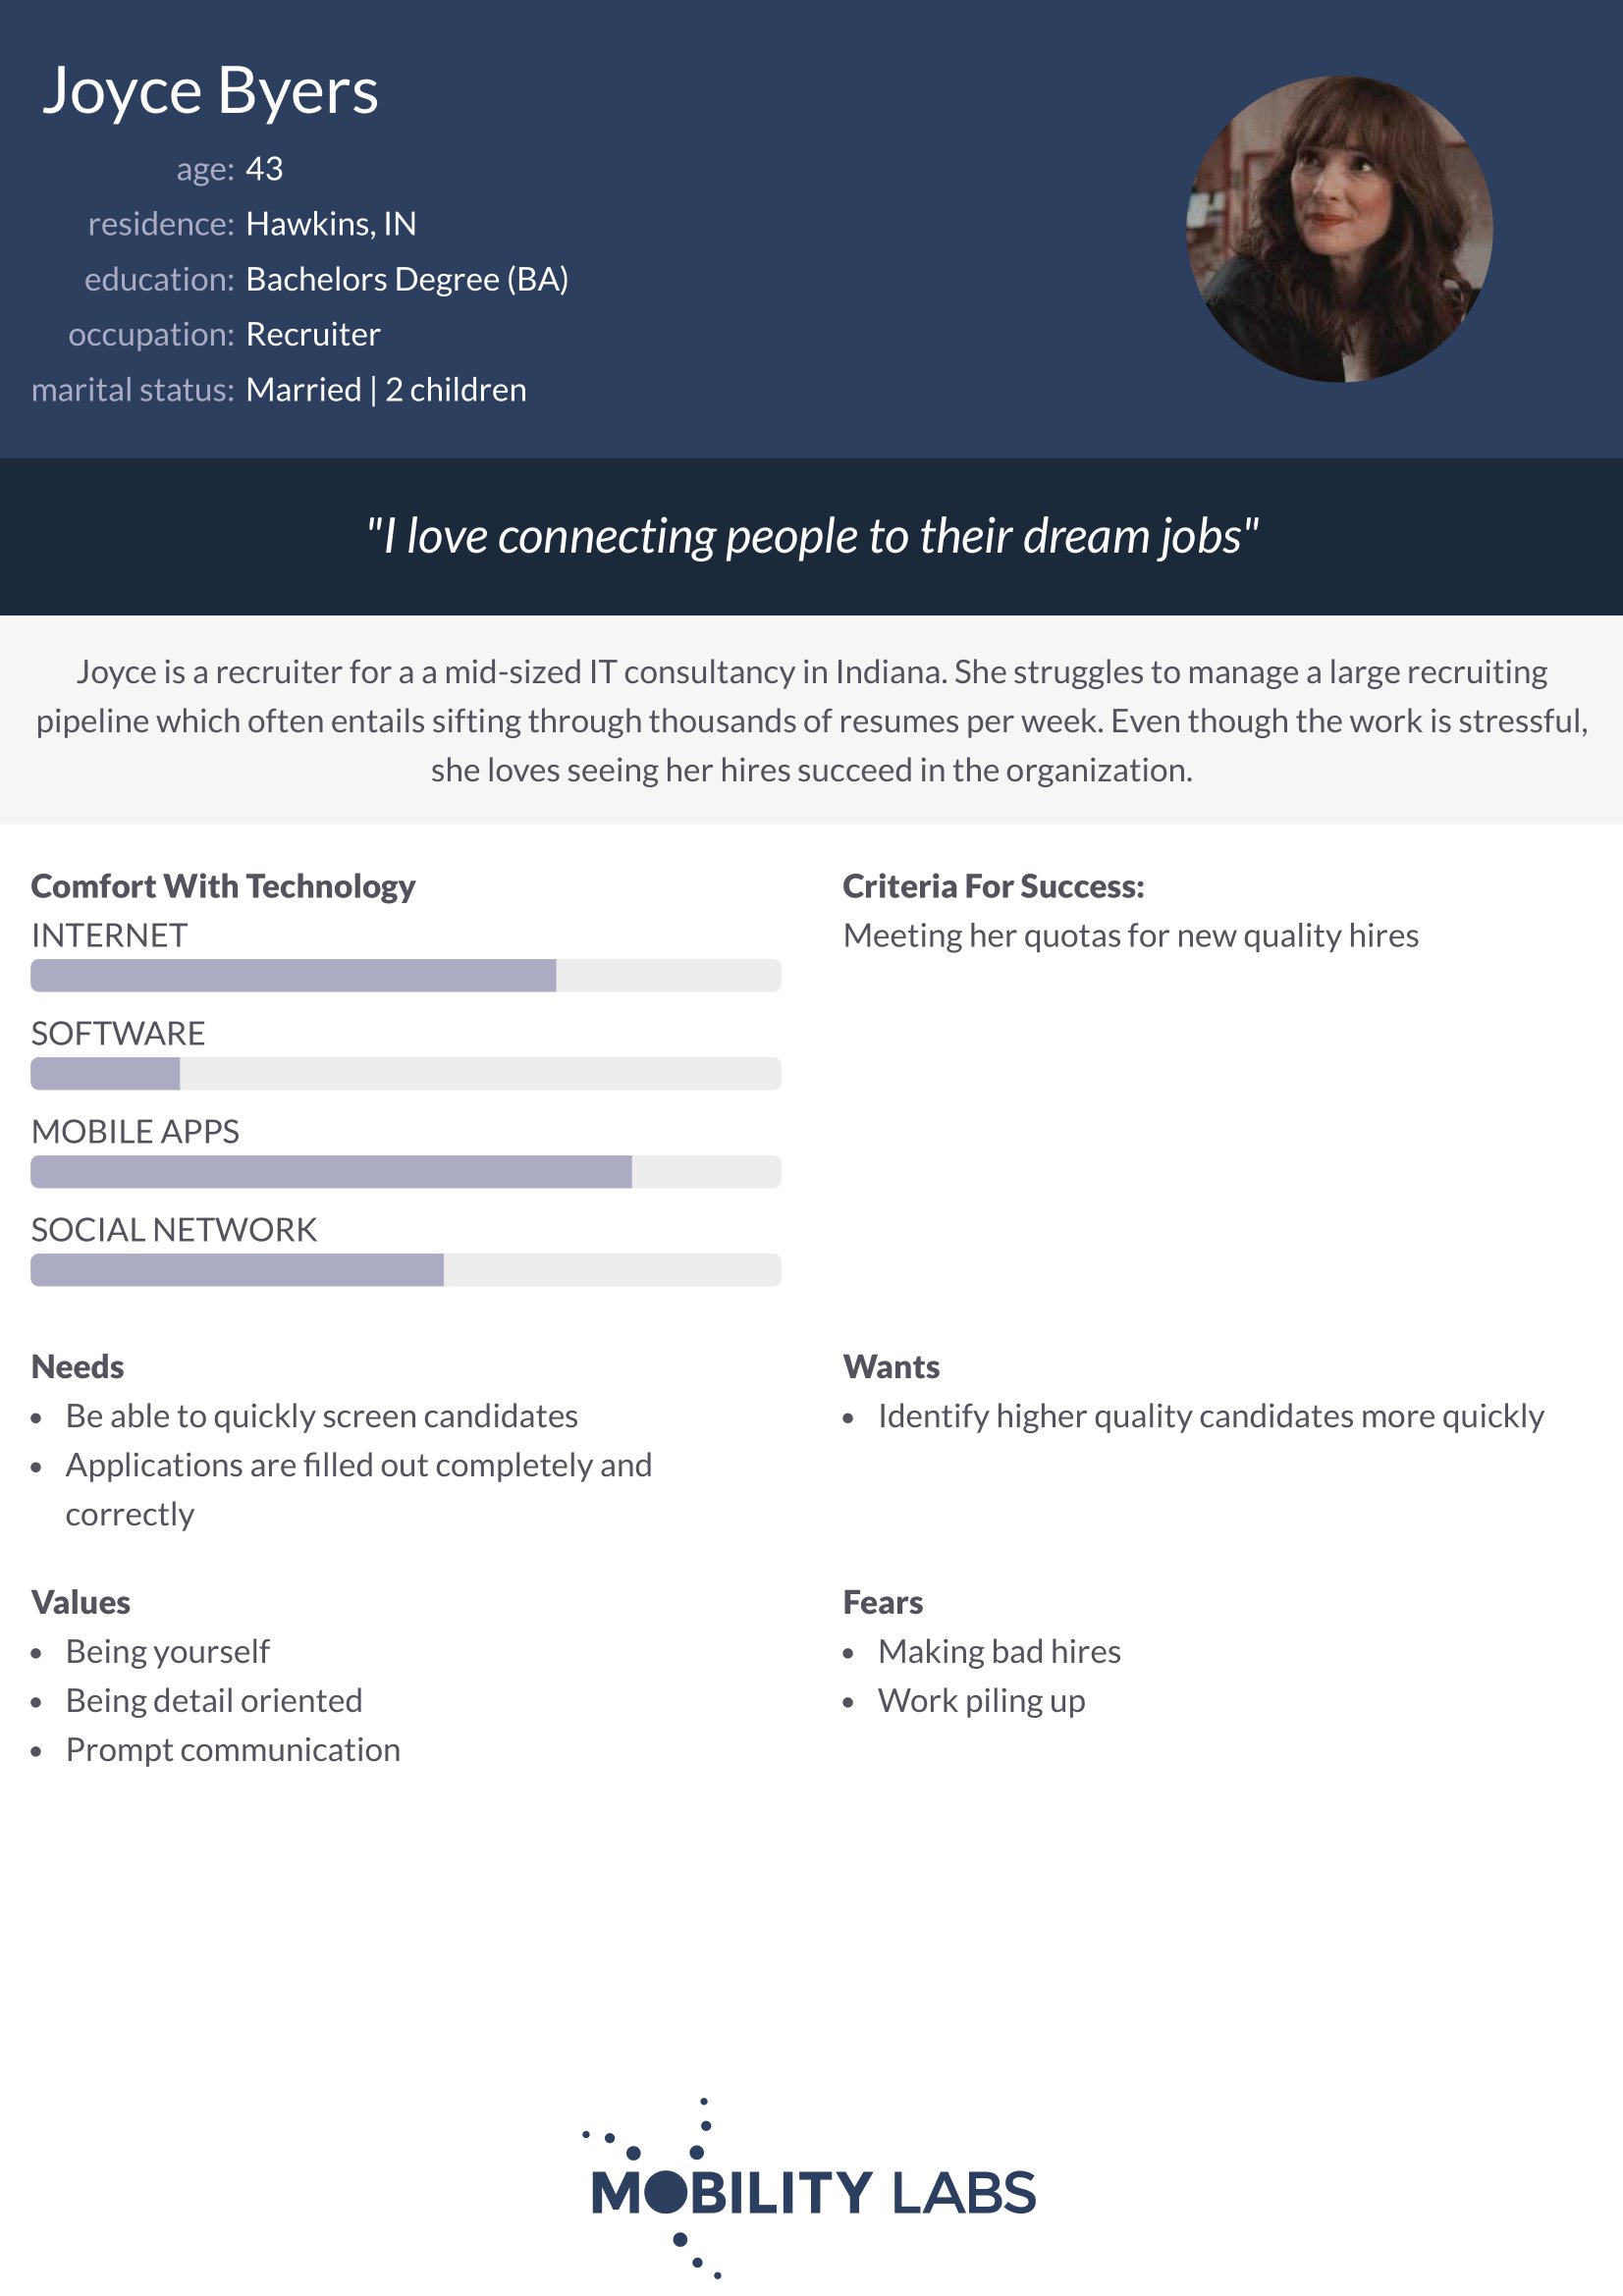 Joyce Byers
age: 43
residence: Hawkins, IN
education: Bachelors Degree (BA)
occupation: Recruiter
marital status: Married | 2 children
"I love connecting people to their dream jobs"
Joyce is a recruiter for a a mid-sized IT consultancy in Indiana. She struggles to manage a large recruiting
pipeline which often entails sifting through thousands of resumes per week. Even though the work is stressful,
she loves seeing her hires succeed in the organization.
Comfort With Technology
INTERNET
SOFTWARE
MOBILE APPS
SOCIAL NETWORK
Criteria For Success:
Meeting her quotas for new quality hires
Needs
• Be able to quickly screen candidates
• Applications are filled out completely and
correctly
Wants
• Identify higher quality candidates more quickly
Values
• Being yourself
• Being detail oriented
• Prompt communication
Fears
• Making bad hires
• Work piling up
MOBILITY LABS